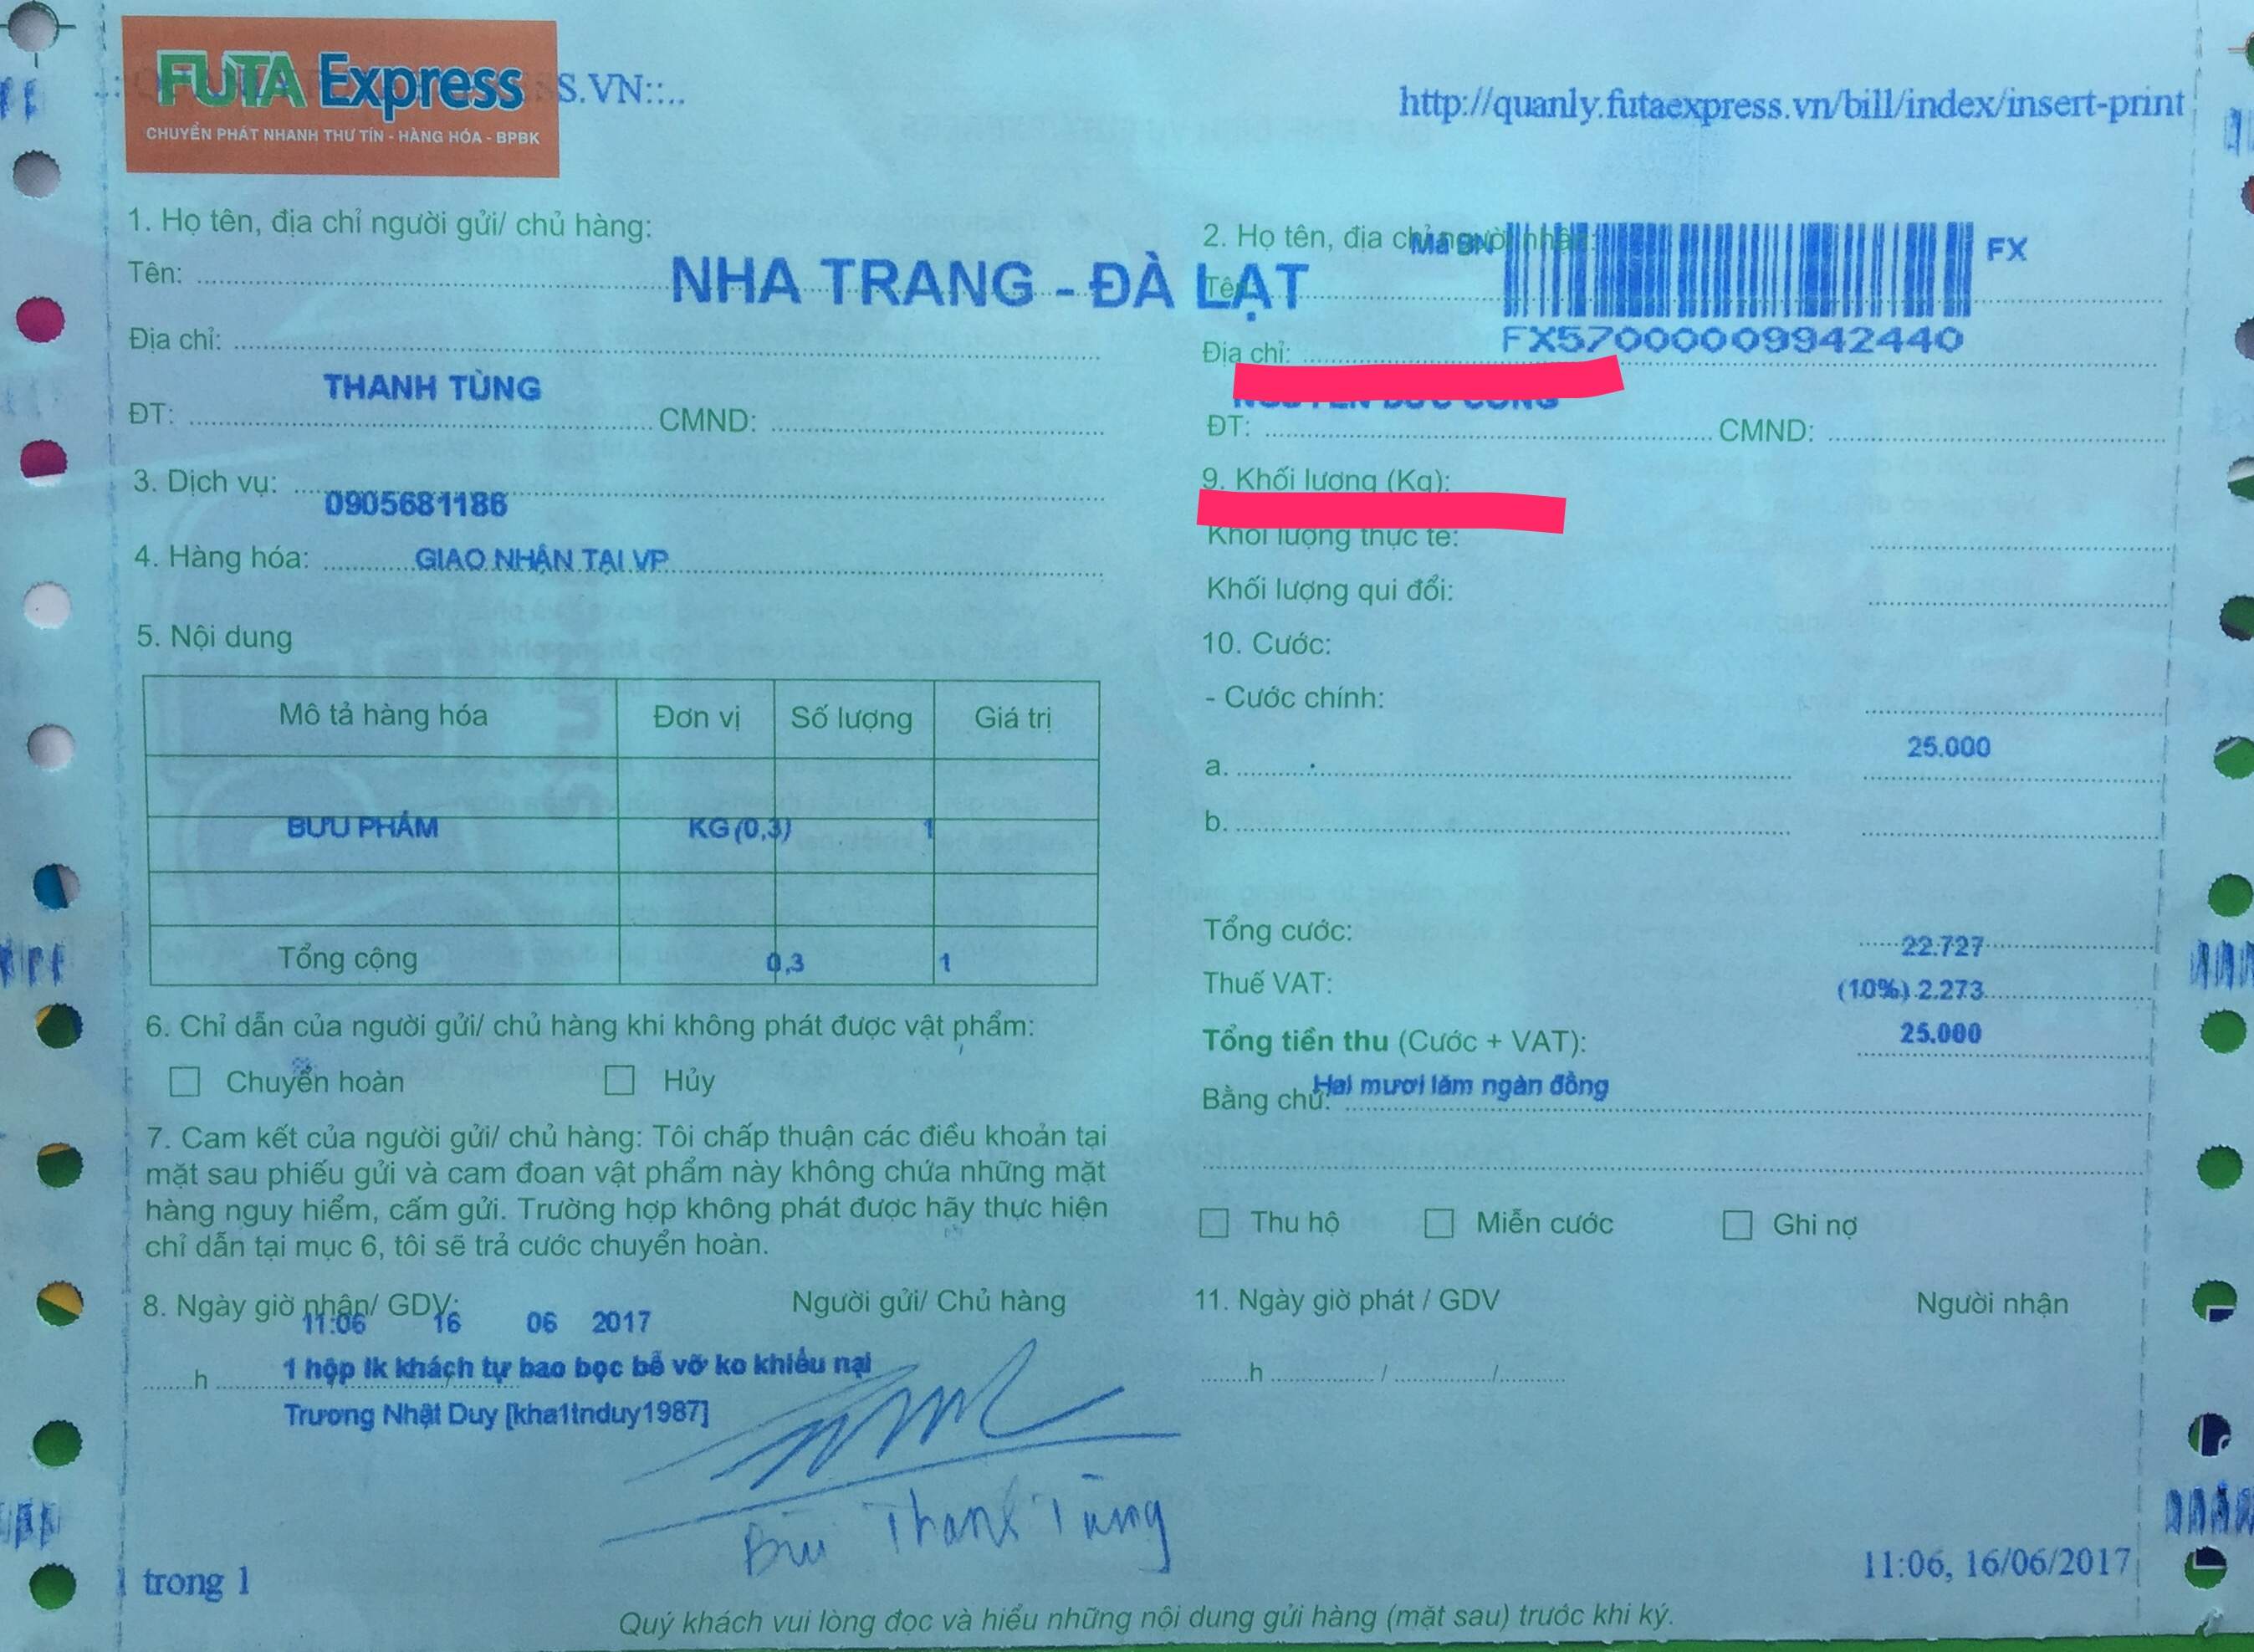 FUTA Express
S.VN::..
CHUYỂN PHÁT NHANH THƯ TÍN - HÀNG HÓA - BPBK
http://quanly.futaexpress.vn/bill/index/insert-print
1. Họ tên, địa chỉ người gửi/ chủ hàng:
Tên:
NHA TRANG - ĐÀ LẠT
Địa chỉ:
THANH TÙNG
ĐT: CMND:
3. Dịch vụ:
0905681186
4. Hàng hóa: GIAO NHẬN TẠI VP
5. Nội dung
Mô tả hàng hóa Đơn vị Số lượng Giá trị
BƯU PHẨM KG (0,3) 1
Tổng cộng 0,3 1
6. Chỉ dẫn của người gửi/ chủ hàng khi không phát được vật phẩm:
Chuyển hoàn Hủy
7. Cam kết của người gửi/ chủ hàng: Tôi chấp thuận các điều khoản tại
mặt sau phiếu gửi và cam đoan vật phẩm này không chứa những mặt
hàng nguy hiểm, cấm gửi. Trường hợp không phát được hãy thực hiện
chỉ dẫn tại mục 6, tôi sẽ trả cước chuyển hoàn.
8. Ngày giờ nhận/ GDV: Người gửi/ Chủ hàng
11:06 16 06 2017
h 1 hộp lk khách tự bao bọc bể vỡ ko khiếu nại
Trương Nhật Duy [kha1tnduy1987]
Bùi Thanh Tùng
2. Họ tên, địa chỉ người nhận:
Mã BN FX
Tên
FX570000009942440
Địa chỉ:
ĐT: CMND:
9. Khối lượng (Kg):
Khối lượng thực tế:
Khối lượng qui đổi:
10. Cước:
- Cước chính:
25.000
a.
b.
Tổng cước: 22.727
Thuế VAT: (10%) 2.273
Tổng tiền thu (Cước + VAT): 25.000
Bằng chữ: Hai mươi lăm ngàn đồng
Thu hộ Miễn cước Ghi nợ
11. Ngày giờ phát / GDV Người nhận
h / /
1 trong 1
11:06, 16/06/2017
Quý khách vui lòng đọc và hiểu những nội dung gửi hàng (mặt sau) trước khi ký.